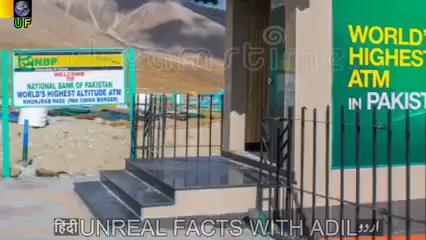 UF
NBP
WELCOME TO
NATIONAL BANK OF PAKISTAN
WORLD'S HIGHEST ALTITUDE ATM
KHUNJRAB PASS (PAK CHINA BORDER)
WORLD'S
HIGHEST
ATM
IN PAKIST
dreamstime
हिंदी UNREAL FACTS WITH ADIL اردو